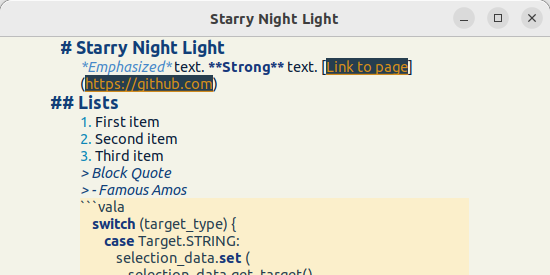 Starry Night Light
# Starry Night Light
*Emphasized* text. **Strong** text. [Link to page]
(https://github.com)
## Lists
1. First item
2. Second item
3. Third item
> Block Quote
> - Famous Amos
```vala
switch (target_type) {
case Target.STRING:
selection_data.set (
selection_data.get_target()